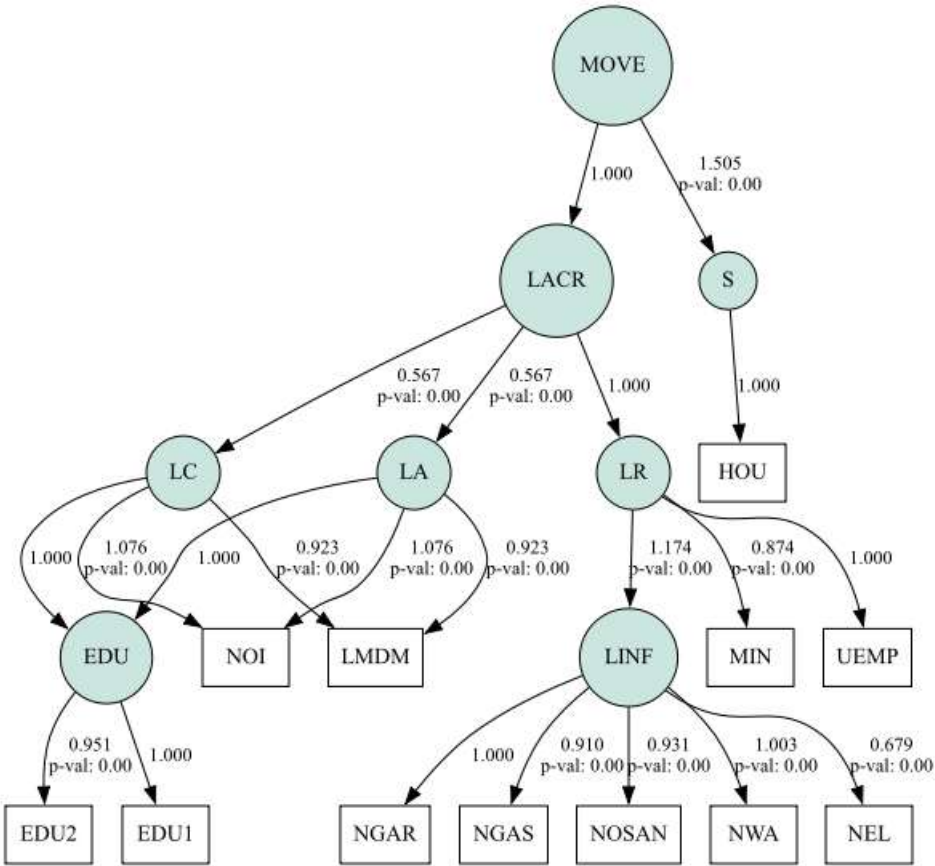 MOVE
1.000
1.505
p-val: 0.00
LACR
S
0.567
p-val: 0.00
0.567
p-val: 0.00
1.000
1.000
LC
LA
LR
HOU
1.000
1.076
p-val: 0.00
1.000
0.923
p-val: 0.00
1.076
p-val: 0.00
0.923
p-val: 0.00
1.174
p-val: 0.00
0.874
p-val: 0.00
1.000
EDU
NOI
LMDM
LINF
MIN
UEMP
0.951
p-val: 0.00
1.000
1.000
0.910
p-val: 0.00
0.931
p-val: 0.00
1.003
p-val: 0.00
0.679
p-val: 0.00
EDU2
EDU1
NGAR
NGAS
NOSAN
NWA
NEL